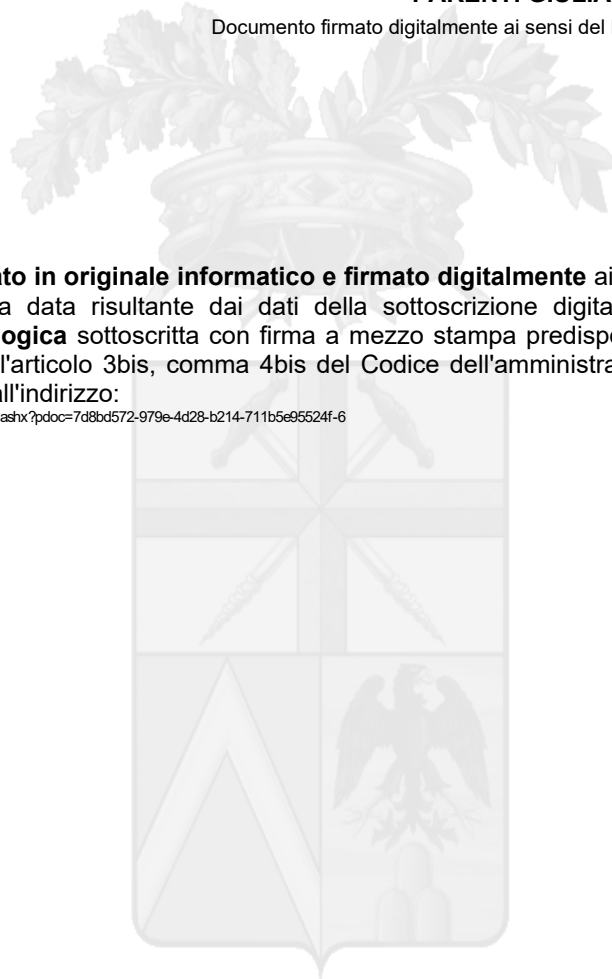 Documento firmato digitalmente ai sensi del
ato in originale informatico e firmato digitalmente ai
a data risultante dai dati della sottoscrizione digita
logica sottoscritta con firma a mezzo stampa predispo
l'articolo 3bis, comma 4bis del Codice dell'amministra
all'indirizzo:
ashx?pdoc=7d8bd572-979e-4d28-b214-711b5e95524f-6